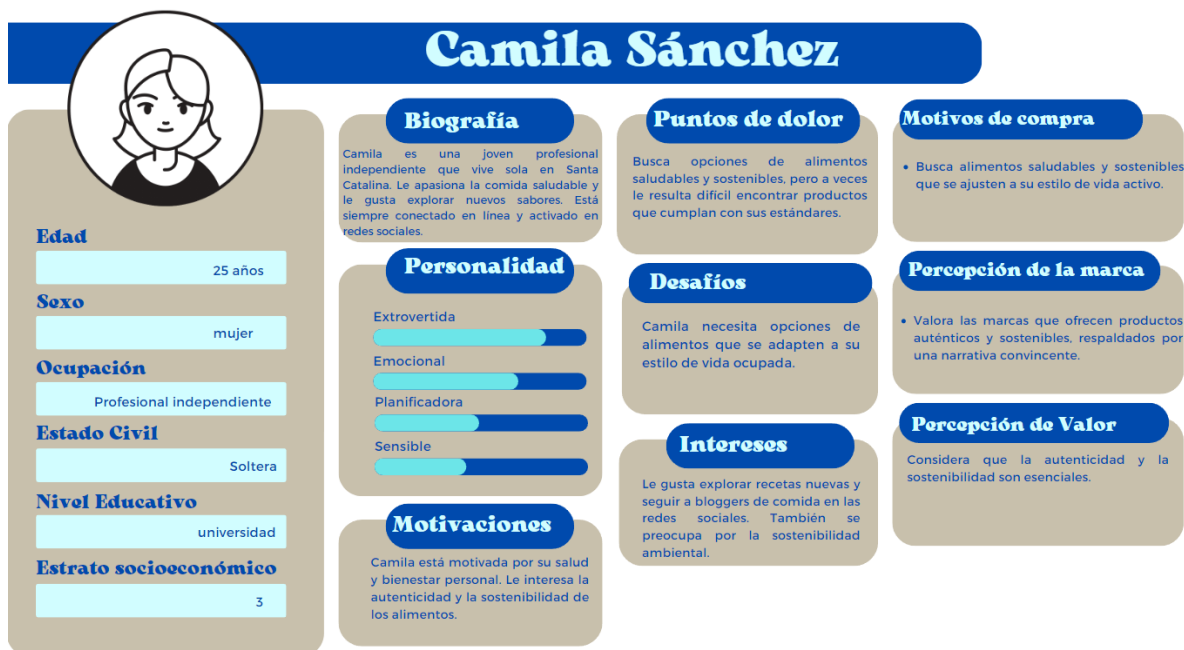 Camila Sánchez
Edad
25 años
Sexo
mujer
Ocupación
Profesional independiente
Estado Civil
Soltera
Nivel Educativo
universidad
Estrato socioeconómico
3
Biografía
Camila es una joven profesional
independiente que vive sola en Santa
Catalina. Le apasiona la comida saludable y
le gusta explorar nuevos sabores. Está
siempre conectado en línea y activado en
redes sociales.
Personalidad
Extrovertida
Emocional
Planificadora
Sensible
Motivaciones
Camila está motivada por su salud
y bienestar personal. Le interesa la
autenticidad y la sostenibilidad de
los alimentos.
Puntos de dolor
Busca opciones de alimentos
saludables y sostenibles, pero a veces
le resulta difícil encontrar productos
que cumplan con sus estándares.
Desafíos
Camila necesita opciones de
alimentos que se adapten a su
estilo de vida ocupada.
Intereses
Le gusta explorar recetas nuevas y
seguir a bloggers de comida en las
redes sociales. También se
preocupa por la sostenibilidad
ambiental.
Motivos de compra
• Busca alimentos saludables y sostenibles
que se ajusten a su estilo de vida activo.
Percepción de la marca
• Valora las marcas que ofrecen productos
auténticos y sostenibles, respaldados por
una narrativa convincente.
Percepción de Valor
Considera que la autenticidad y la
sostenibilidad son esenciales.